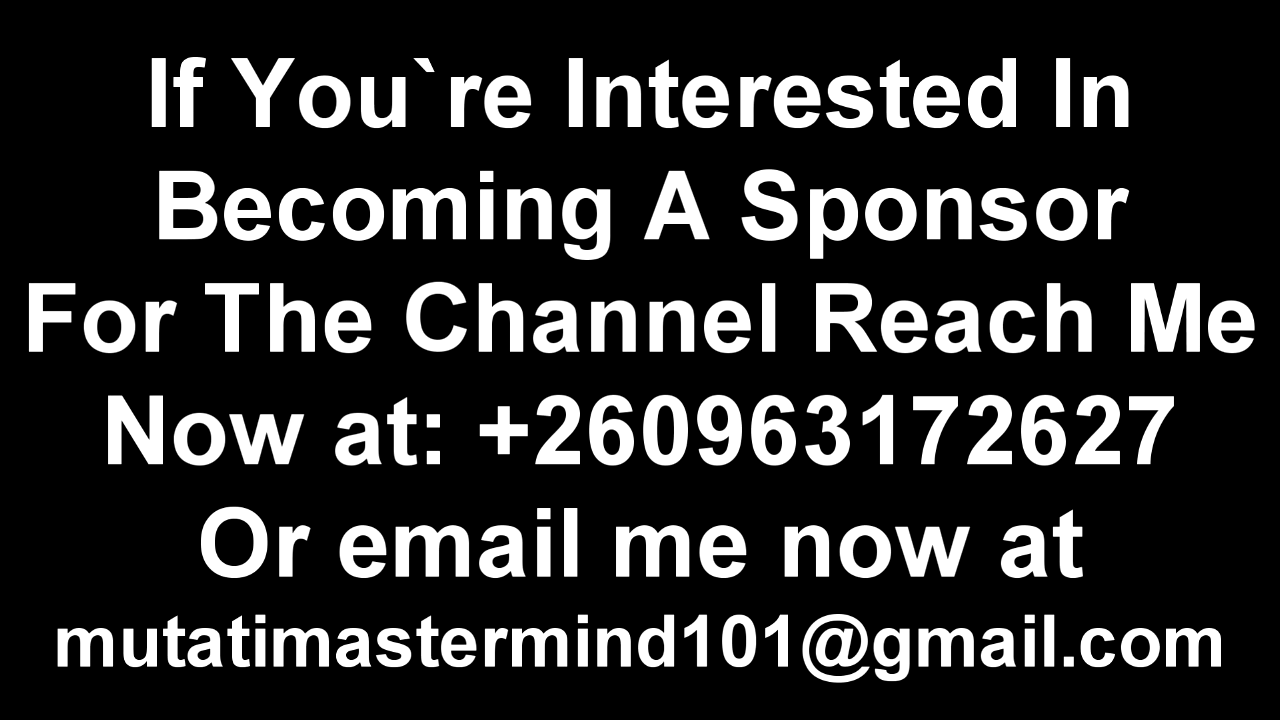 If You`re Interested In
Becoming A Sponsor
For The Channel Reach Me
Now at: +260963172627
Or email me now at
mutatimastermind101@gmail.com